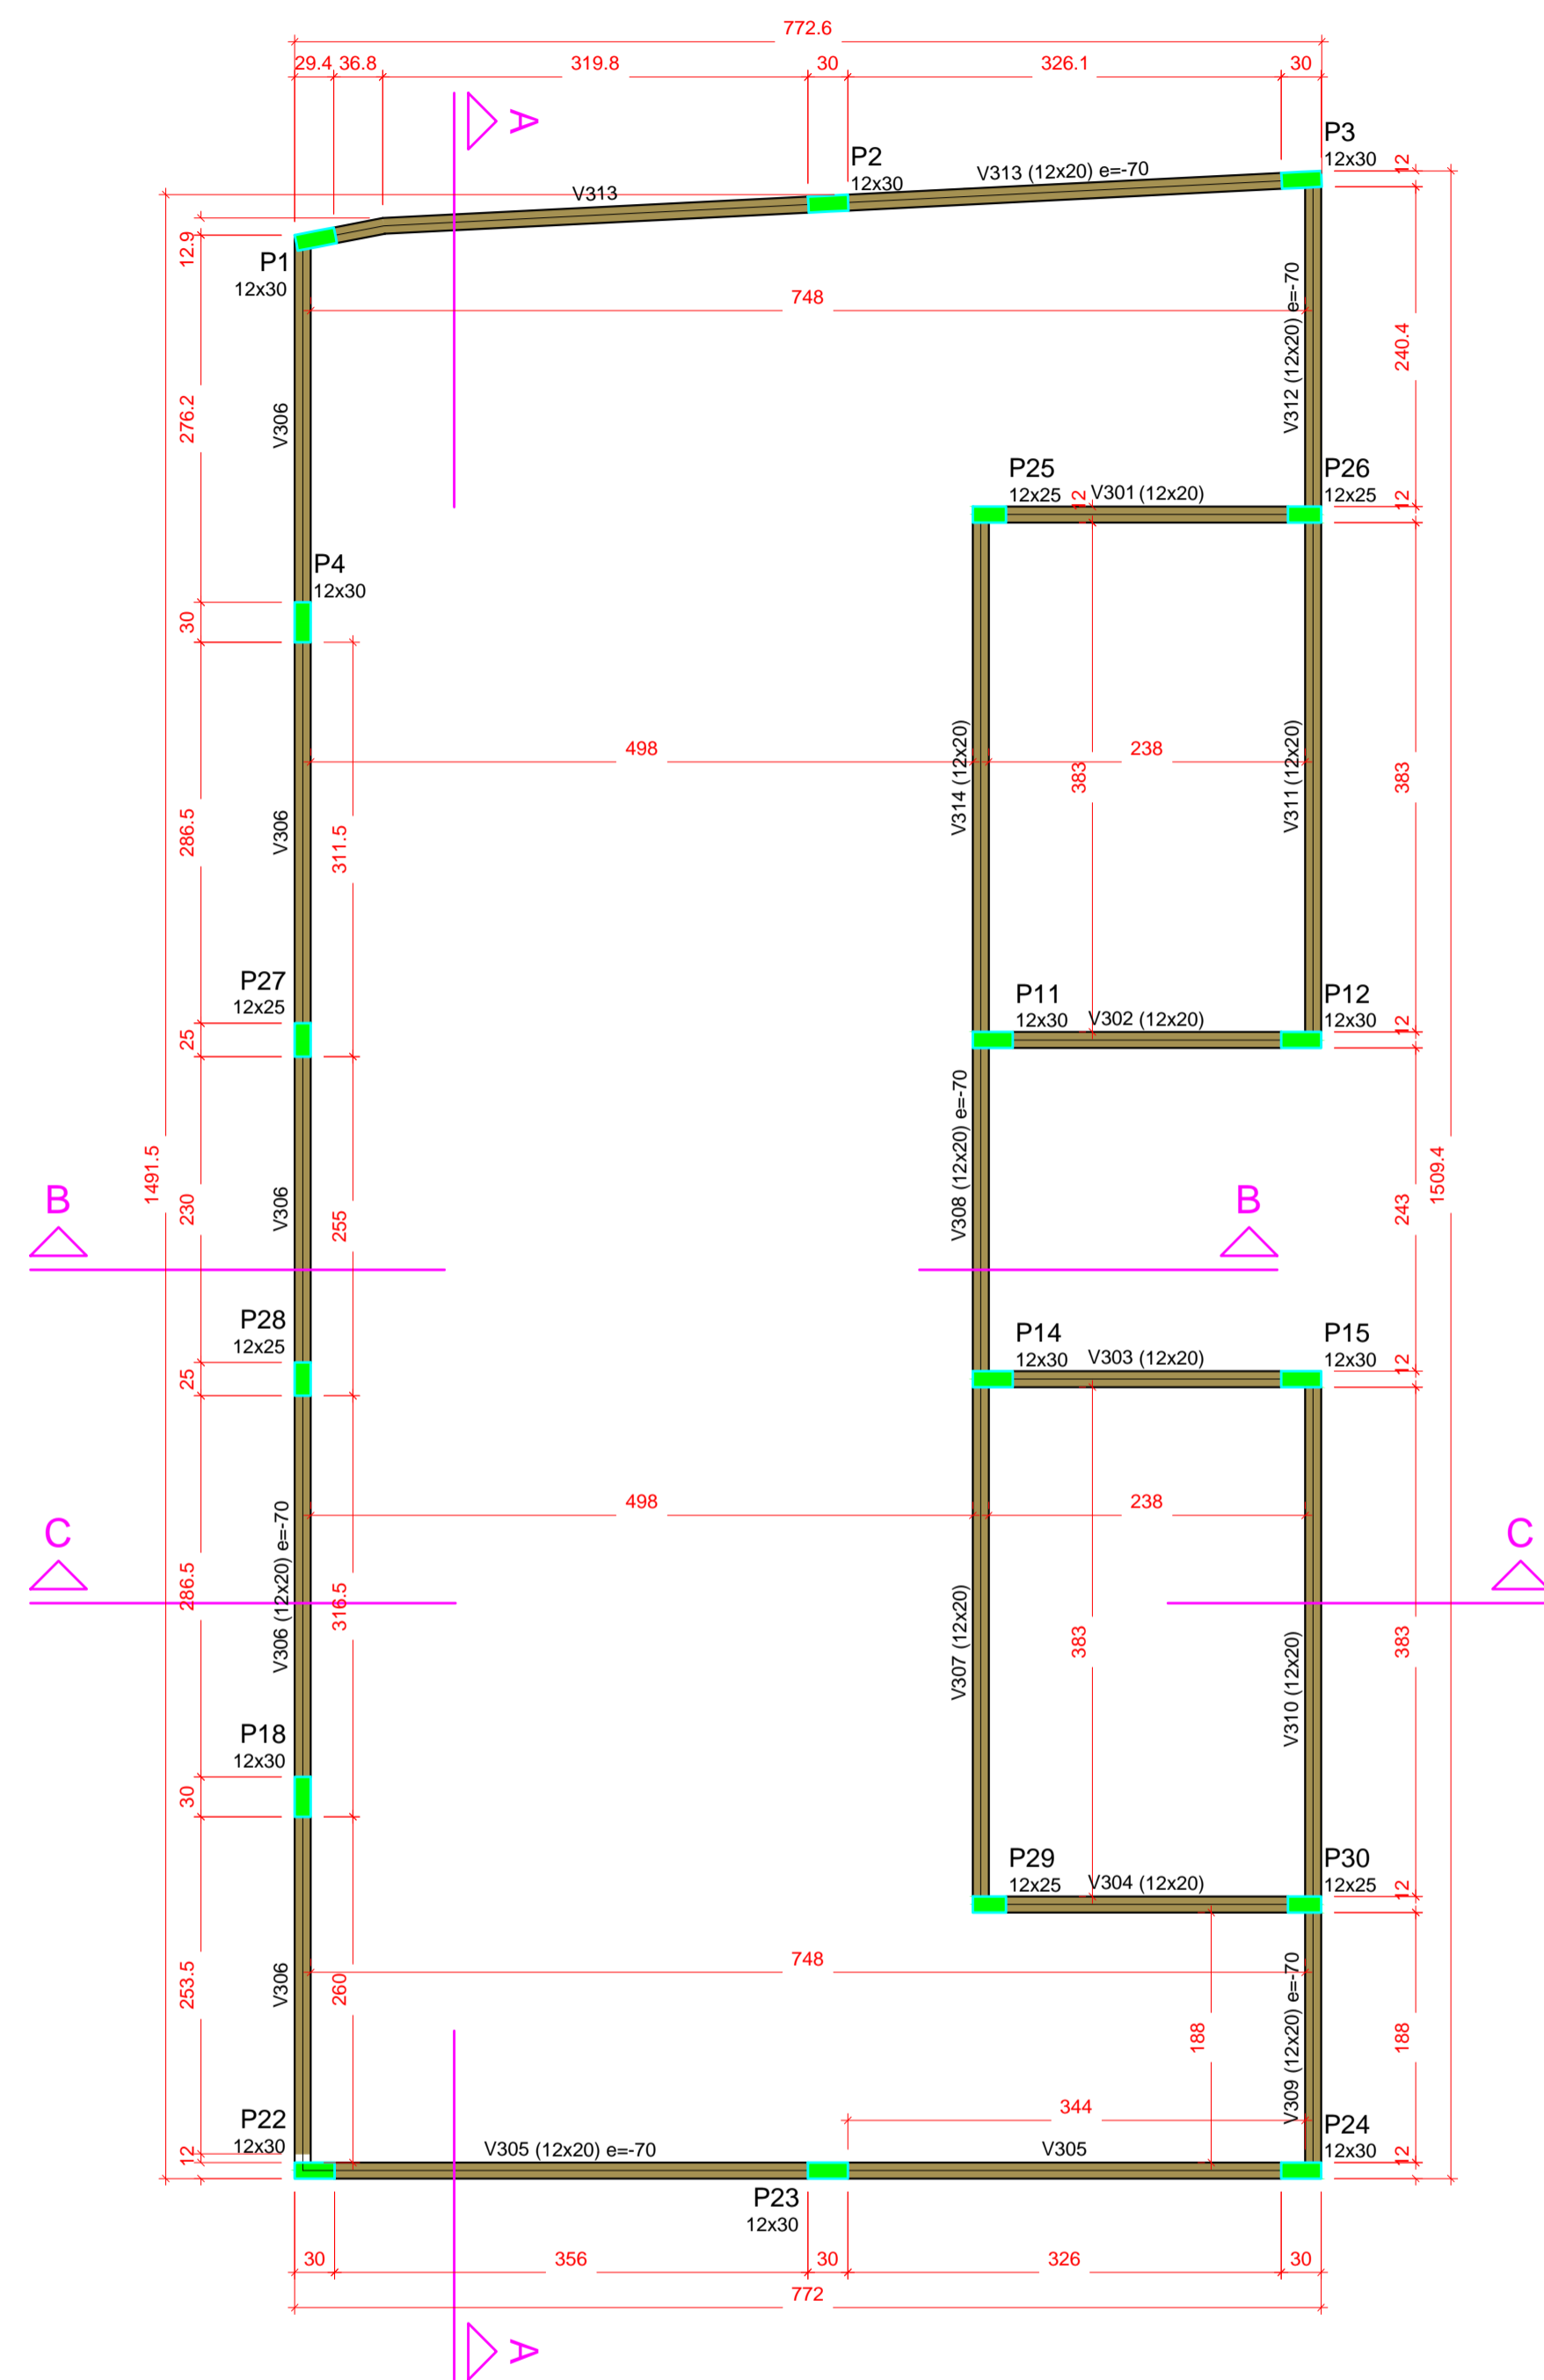 772.6
29.4
36.8
319.8
30
326.1
30
A
P3
12x30
12
P2
12x30
V313 (12x20) e=-70
V313
12.9
P1
12x30
748
V312 (12x20) e=-70
240.4
276.2
V306
P25
12x25
12
V301 (12x20)
P26
12x25
12
P4
12x30
30
498
383
238
V314 (12x20)
V311 (12x20)
383
286.5
V306
311.5
P27
12x25
25
P11
12x30
V302 (12x20)
P12
12x30
12
1491.5
230
V306
255
V308 (12x20) e=-70
243
1509.4
B
B
P28
12x25
25
P14
12x30
V303 (12x20)
P15
12x30
12
498
238
C
C
286.5
V306 (12x20) e=-70
316.5
V307 (12x20)
383
V310 (12x20)
383
P18
12x30
30
P29
12x25
V304 (12x20)
P30
12x25
12
748
253.5
V306
260
188
V309 (12x20) e=-70
188
344
P22
12x30
12
V305 (12x20) e=-70
V305
P24
12x30
12
P23
12x30
30
356
30
326
30
772
A